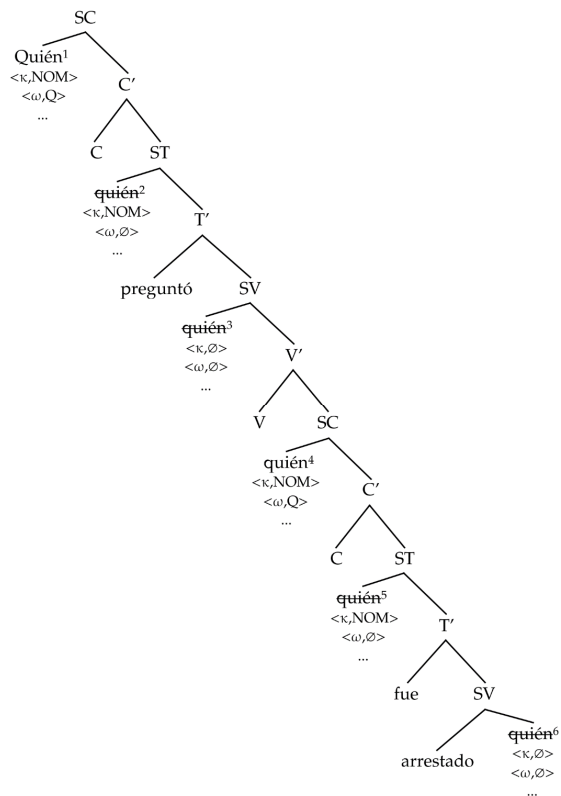 SC
Quién¹
<κ,NOM>
<ω,Q>
...
C′
C ST
quién²
<κ,NOM>
<ω,∅>
...
T′
preguntó SV
quién³
<κ,∅>
<ω,∅>
...
V′
V SC
quién⁴
<κ,NOM>
<ω,Q>
...
C′
C ST
quién⁵
<κ,NOM>
<ω,∅>
...
T′
fue SV
arrestado quién⁶
<κ,∅>
<ω,∅>
...